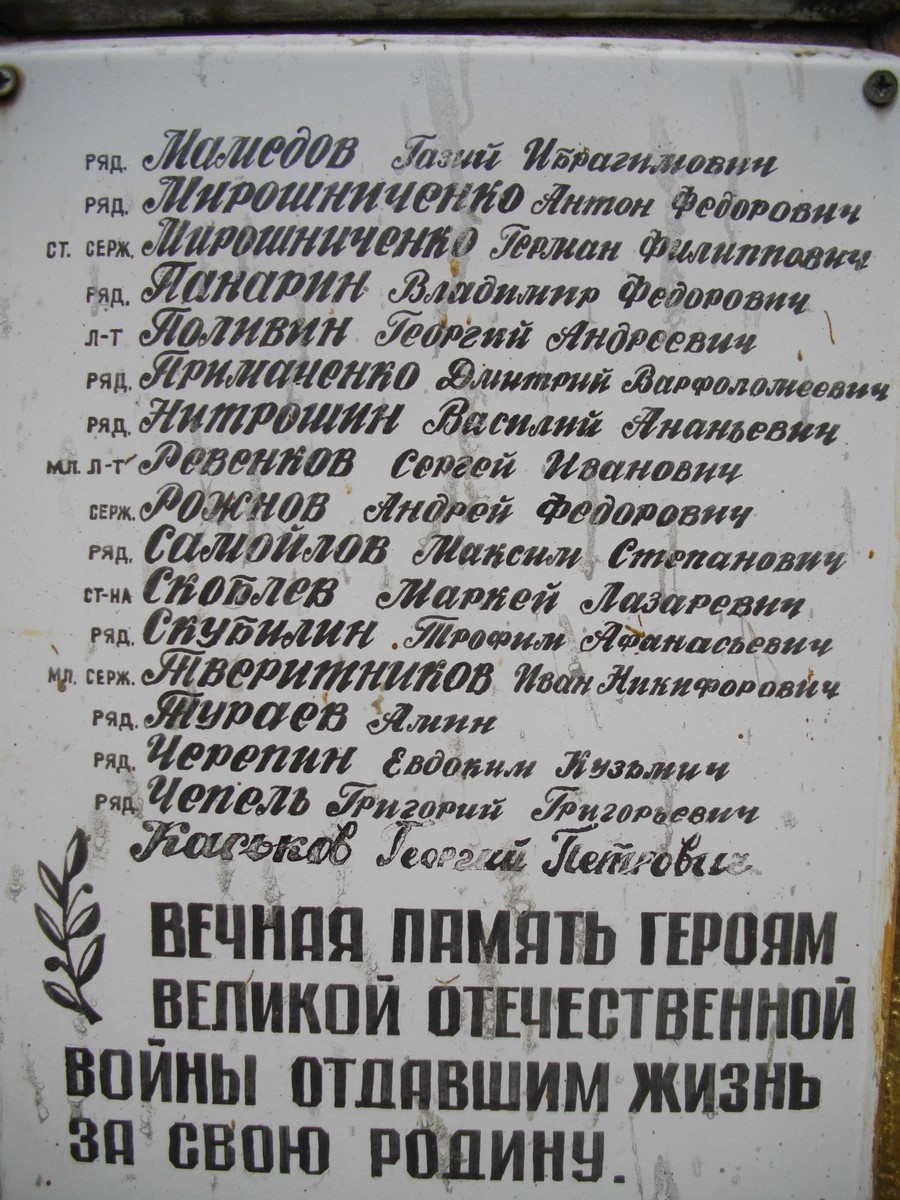 РЯД. Мамедов Газий Ибрагимович
РЯД. Мирошниченко Антон Федорович
СТ. СЕРЖ. Мирошниченко Герман Филиппович
РЯД. Панарин Владимир Федорович
Л-Т Поливин Георгий Андреевич
РЯД. Примаченко Дмитрий Варфоломеевич
РЯД. Нитрошин Василий Ананьевич
МЛ. Л-Т Ревенков Сергей Иванович
СЕРЖ. Рожнов Андрей Федорович
РЯД. Самойлов Максим Степанович
СТ-НА Скоблев Маркей Лазаревич
РЯД. Скубилин Трофим Афанасьевич
МЛ. СЕРЖ. Тверитников Иван Никифорович
РЯД. Тураев Амин
РЯД. Черепин Евдоким Кузьмич
РЯД. Чепель Григорий Григорьевич
Каськов Георгий Петрович
ВЕЧНАЯ ПАМЯТЬ ГЕРОЯМ
ВЕЛИКОЙ ОТЕЧЕСТВЕННОЙ
ВОЙНЫ ОТДАВШИМ ЖИЗНЬ
ЗА СВОЮ РОДИНУ.